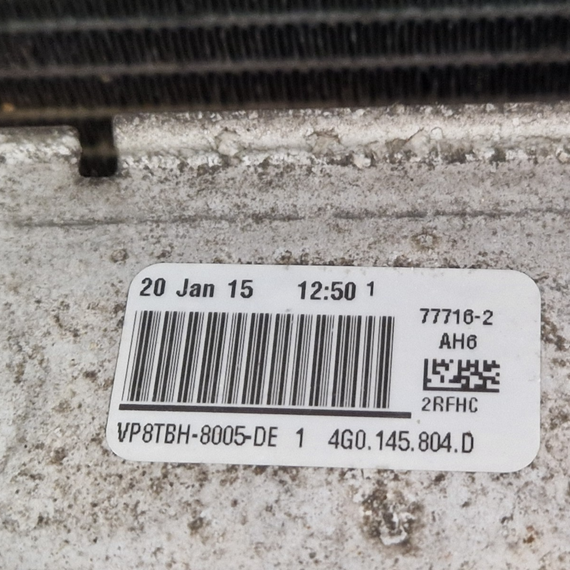 20 Jan 15 12:50 1
77716-2
AH6
2RFHC
VP8TBH-8005-DE 1 4G0.145.804.D